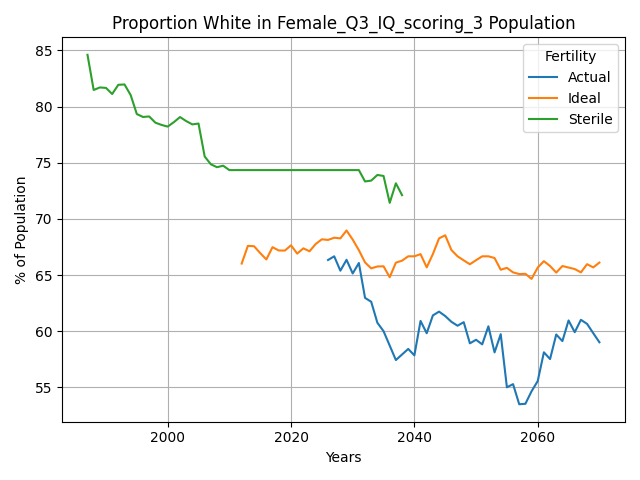 Proportion White in Female_Q3_IQ_scoring_3 Population
% of Population
85
80
75
70
65
60
55
Fertility
Actual
Ideal
Sterile
2000
2020
2040
2060
Years